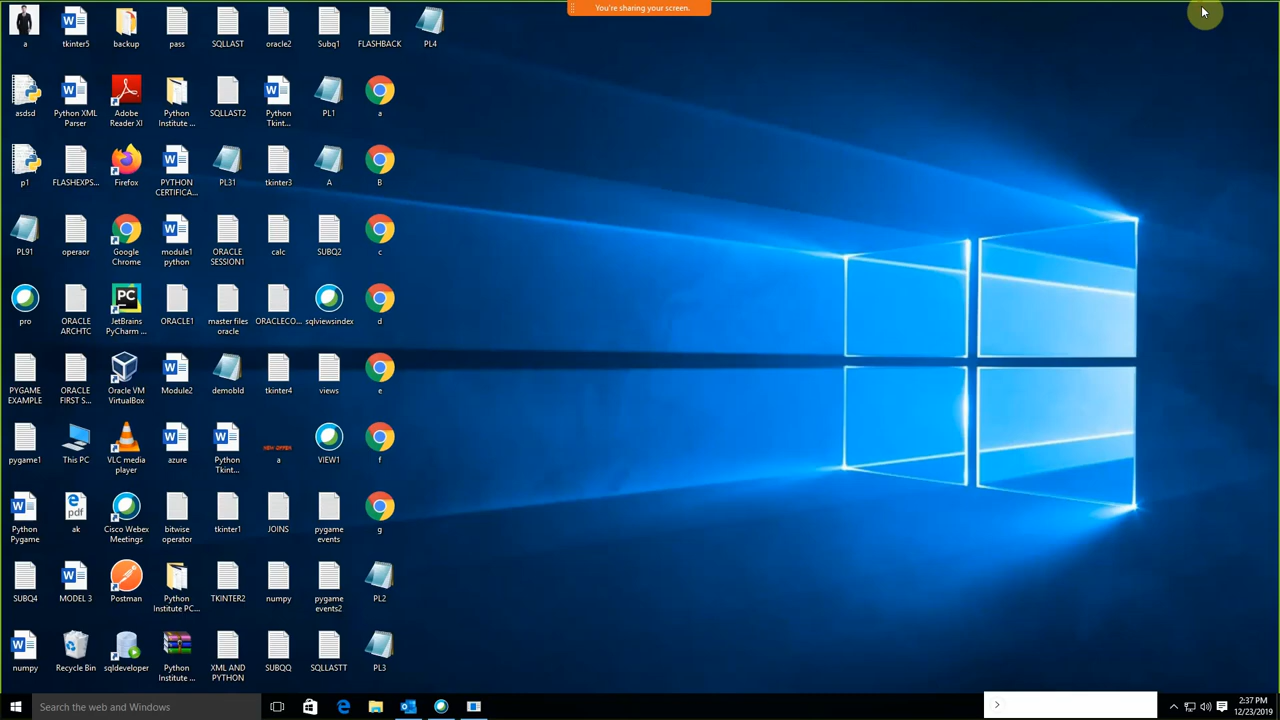 You're sharing your screen.
a
tkinter5
backup
pass
SQLLAST
oracle2
Subq1
FLASHBACK
PL4
asdsd
Python XML
Parser
Adobe
Reader XI
Python
Institute ...
SQLLAST2
Python
Tkint...
PL1
a
p1
FLASHEXPS...
Firefox
PYTHON
CERTIFICA...
PL31
tkinter3
A
B
PL91
operaor
Google
Chrome
module1
python
ORACLE
SESSION1
calc
SUBQ2
c
pro
ORACLE
ARCHTC
PC
JetBrains
PyCharm ...
ORACLE1
master files
oracle
ORACLECO...
sqlviewsindex
d
PYGAME
EXAMPLE
ORACLE
FIRST S...
Oracle VM
VirtualBox
Module2
demobld
tkinter4
views
e
pygame1
This PC
VLC media
player
azure
Python
Tkint...
a
VIEW1
f
Python
Pygame
pdf
ak
Cisco Webex
Meetings
bitwise
operator
tkinter1
JOINS
pygame
events
g
SUBQ4
MODEL 3
Postman
Python
Institute PC...
TKINTER2
numpy
pygame
events2
PL2
numpy
Recycle Bin
sqldeveloper
Python
Institute ...
XML AND
PYTHON
SUBQQ
SQLLASTT
PL3
Search the web and Windows
2:37 PM
12/23/2019